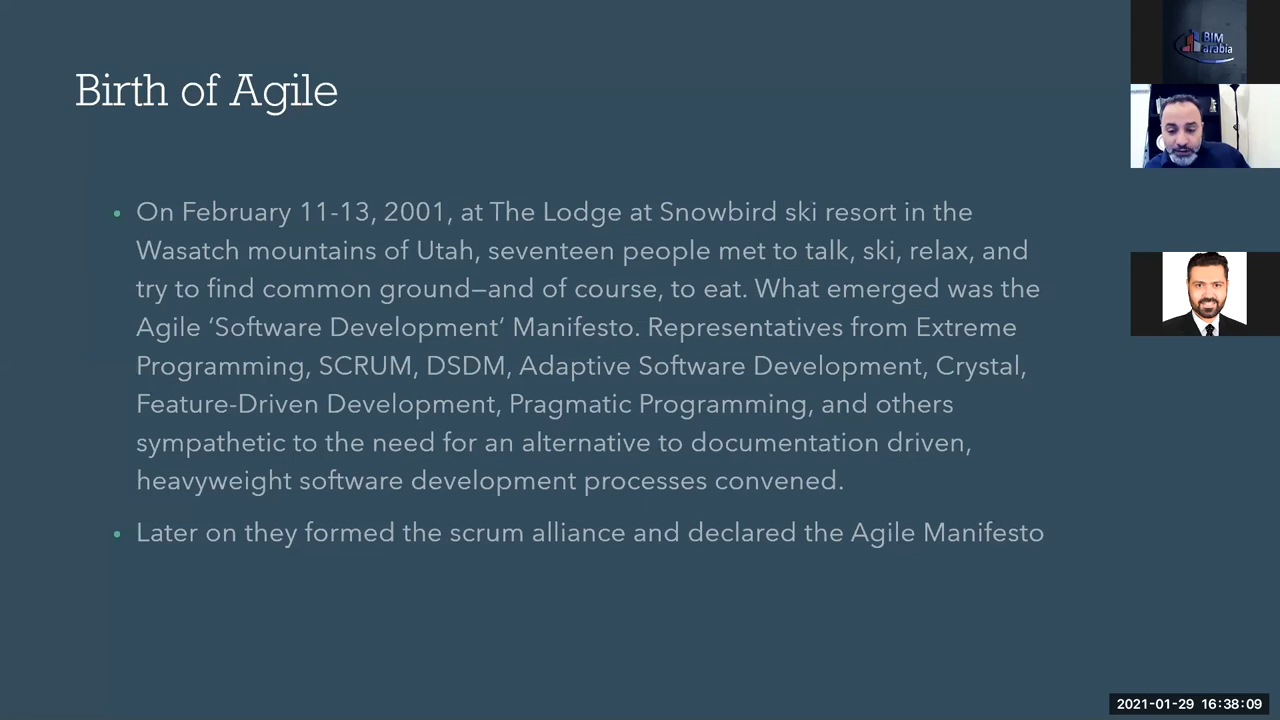 Birth of Agile
BIM
arabia
• On February 11-13, 2001, at The Lodge at Snowbird ski resort in the
Wasatch mountains of Utah, seventeen people met to talk, ski, relax, and
try to find common ground—and of course, to eat. What emerged was the
Agile ‘Software Development’ Manifesto. Representatives from Extreme
Programming, SCRUM, DSDM, Adaptive Software Development, Crystal,
Feature-Driven Development, Pragmatic Programming, and others
sympathetic to the need for an alternative to documentation driven,
heavyweight software development processes convened.
• Later on they formed the scrum alliance and declared the Agile Manifesto
2021-01-29 16:38:09